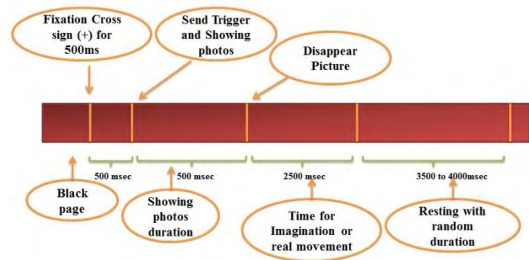 Fixation Cross
sign (+) for
500ms
Send Trigger
and Showing
photos
Disappear
Picture
500 msec
500 msec
2500 msec
3500 to 4000msec
Black
page
Showing
photos
duration
Time for
Imagination or
real movement
Resting with
random
duration